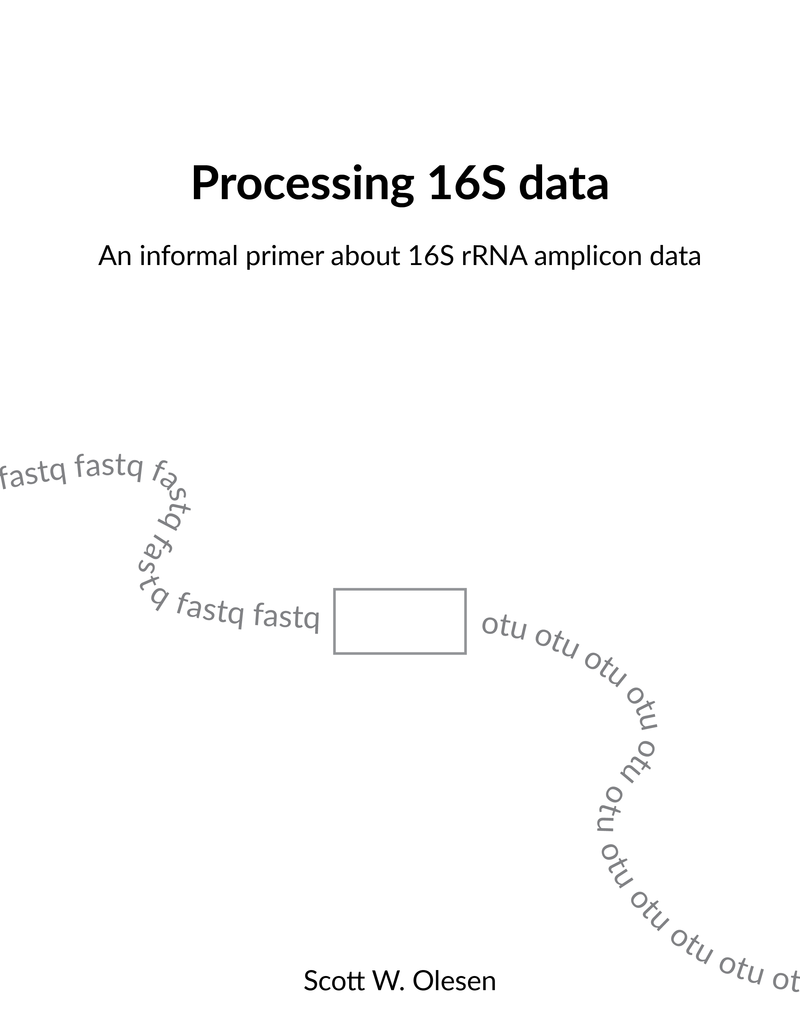 Processing 16S data
An informal primer about 16S rRNA amplicon data
fastq fastq fastq fastq fastq fastq
otu otu otu otu otu otu otu otu otu otu ot
Scott W. Olesen